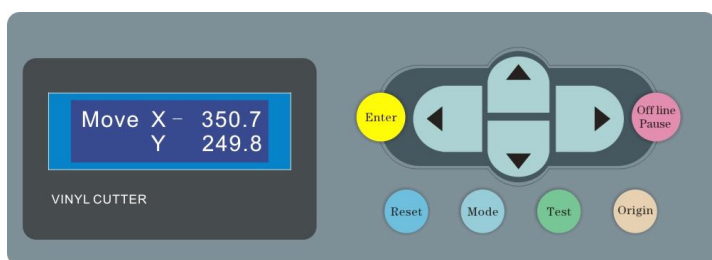 Move X - 350.7
Y 249.8
VINYL CUTTER
Enter
Off line
Pause
Reset
Mode
Test
Origin